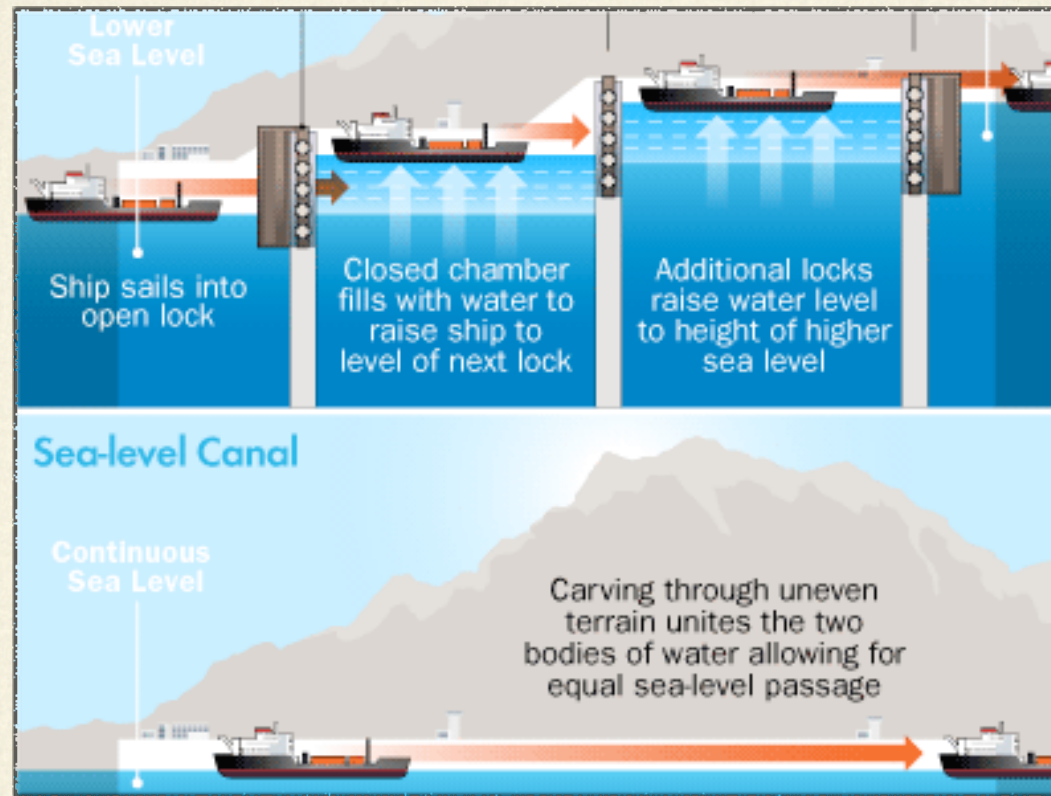 Lower
Sea Level
Ship sails into
open lock
Closed chamber
fills with water to
raise ship to
level of next lock
Additional locks
raise water level
to height of higher
sea level
Sea-level Canal
Continuous
Sea Level
Carving through uneven
terrain unites the two
bodies of water allowing for
equal sea-level passage